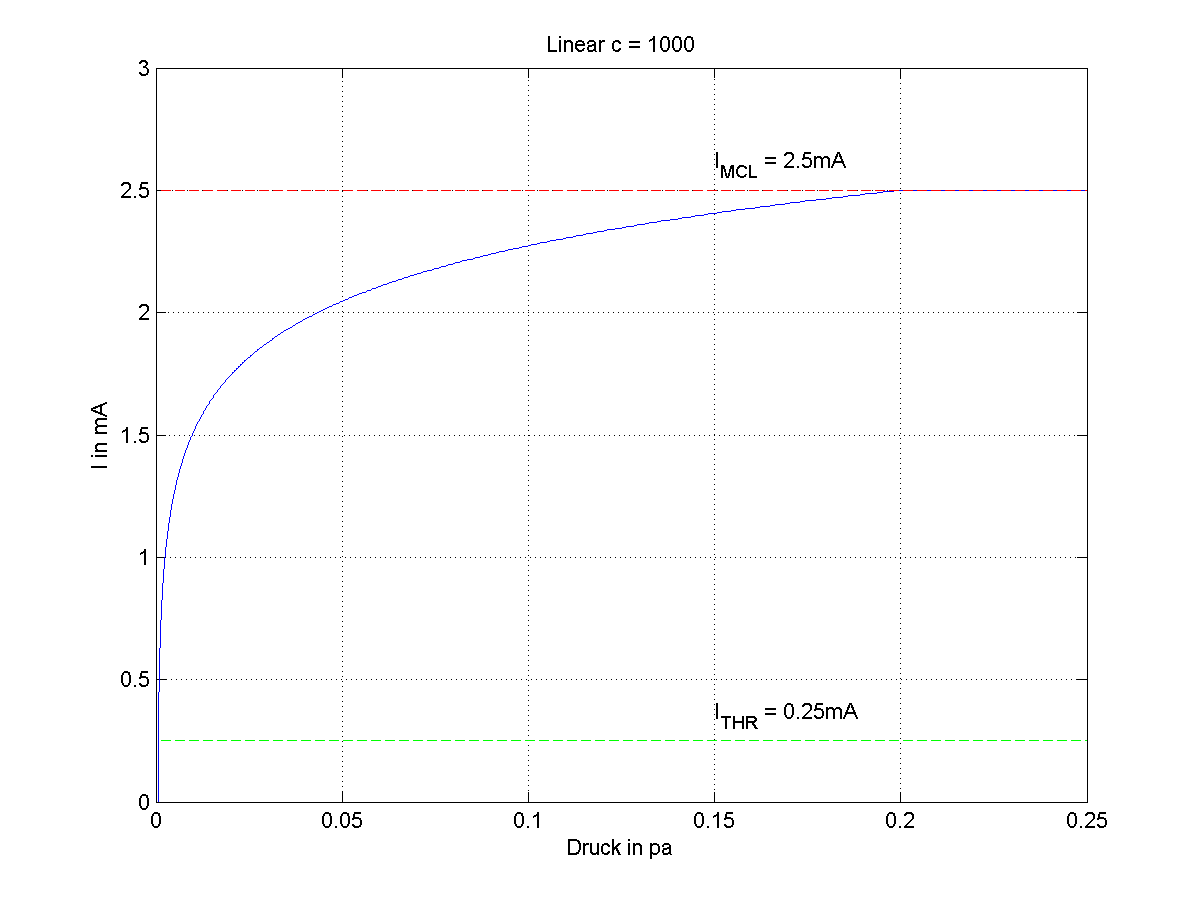 Linear c = 1000
3
I_MCL = 2.5mA
2.5
2
I in mA
1.5
1
0.5
I_THR = 0.25mA
0
0 0.05 0.1 0.15 0.2 0.25
Druck in pa